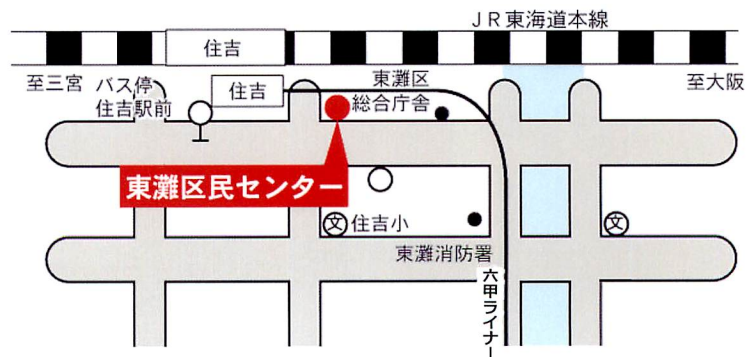 JR東海道本線
住吉
至三宮
バス停
住吉駅前
住吉
東灘区
総合庁舎
至大阪
東灘区民センター
文
住吉小
文
東灘消防署
六甲ライナー